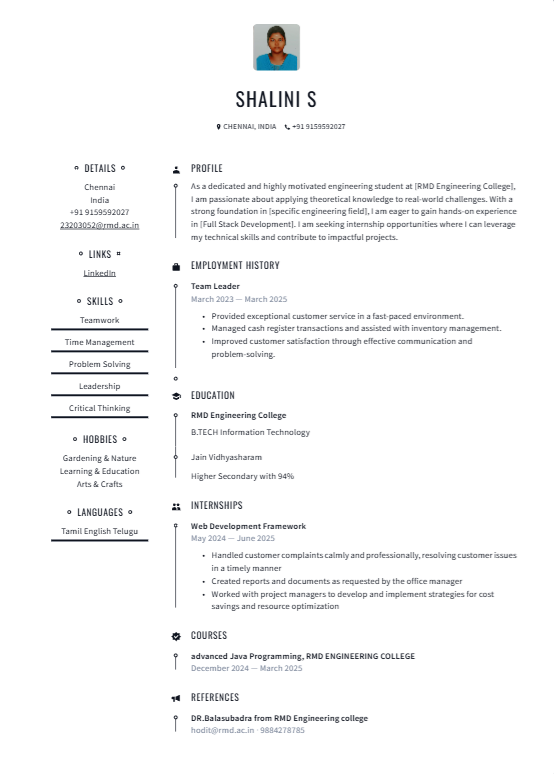 SHALINI S
CHENNAI, INDIA +91 9159592027
DETAILS
Chennai
India
+91 9159592027
23203052@rmd.ac.in
LINKS
LinkedIn
SKILLS
Teamwork
Time Management
Problem Solving
Leadership
Critical Thinking
HOBBIES
Gardening & Nature
Learning & Education
Arts & Crafts
LANGUAGES
Tamil English Telugu
PROFILE
As a dedicated and highly motivated engineering student at [RMD Engineering College],
I am passionate about applying theoretical knowledge to real-world challenges. With a
strong foundation in [specific engineering field], I am eager to gain hands-on experience
in [Full Stack Development]. I am seeking internship opportunities where I can leverage
my technical skills and contribute to impactful projects.
EMPLOYMENT HISTORY
Team Leader
March 2023 — March 2025
• Provided exceptional customer service in a fast-paced environment.
• Managed cash register transactions and assisted with inventory management.
• Improved customer satisfaction through effective communication and
problem-solving.
EDUCATION
RMD Engineering College
B.TECH Information Technology
Jain Vidhyasharam
Higher Secondary with 94%
INTERNSHIPS
Web Development Framework
May 2024 — June 2025
• Handled customer complaints calmly and professionally, resolving customer issues
in a timely manner
• Created reports and documents as requested by the office manager
• Worked with project managers to develop and implement strategies for cost
savings and resource optimization
COURSES
advanced Java Programming, RMD ENGINEERING COLLEGE
December 2024 — March 2025
REFERENCES
DR.Balasubadra from RMD Engineering college
hodit@rmd.ac.in · 9884278785